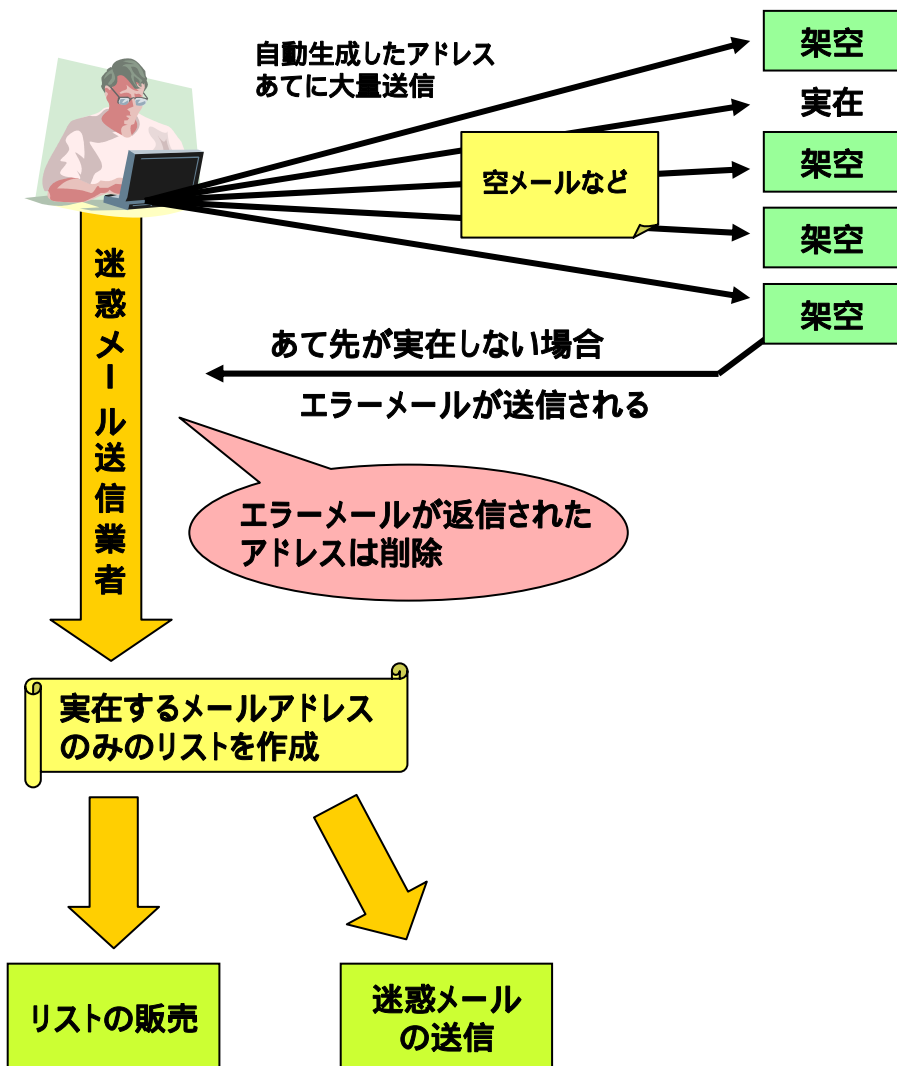 自動生成したアドレス
あてに大量送信
架空
実在
空メールなど
架空
架空
架空
迷惑メール送信業者
あて先が実在しない場合
エラーメールが送信される
エラーメールが返信された
アドレスは削除
実在するメールアドレス
のみのリストを作成
リストの販売
迷惑メール
の送信